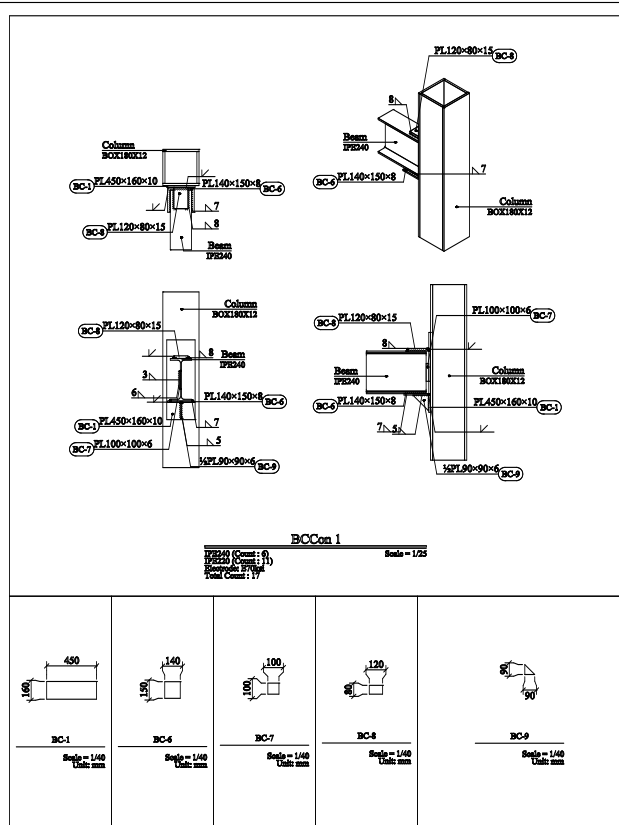 PL120×80×15 BC-8
8
Beam
IPE240
BC-6 PL140×150×8
7
Column
BOX180X12
Column
BOX180X12
BC-1 PL450×160×10
PL140×150×8 BC-6
7
BC-8 PL120×80×15
8
Beam
IPE240
Column
BOX180X12
BC-8 PL120×80×15
8
Beam
IPE240
3
6
PL140×150×8 BC-6
BC-1 PL450×160×10
7
BC-7 PL100×100×6
5
½PL90×90×6 BC-9
PL100×100×6 BC-7
BC-8 PL120×80×15
8
Beam
IPE240
Column
BOX180X12
BC-6 PL140×150×8
PL450×160×10 BC-1
7 5
½PL90×90×6 BC-9
BCCon 1
IPE240 (Count : 6) Scale = 1/25
IPE220 (Count : 11)
Electrode: E70ksi
Total Count : 17
450
160
BC-1
Scale = 1/40
Unit: mm
140
150
BC-6
Scale = 1/40
Unit: mm
100
100
BC-7
Scale = 1/40
Unit: mm
120
80
BC-8
Scale = 1/40
Unit: mm
90
90
BC-9
Scale = 1/40
Unit: mm